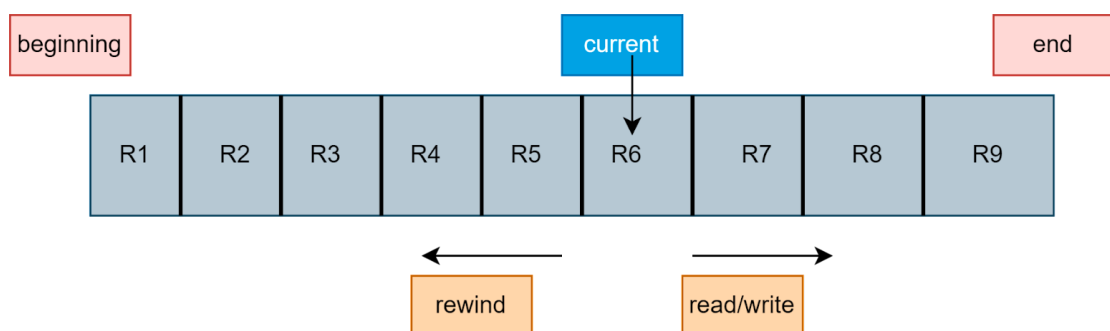 beginning
current
end
R1
R2
R3
R4
R5
R6
R7
R8
R9
rewind
read/write